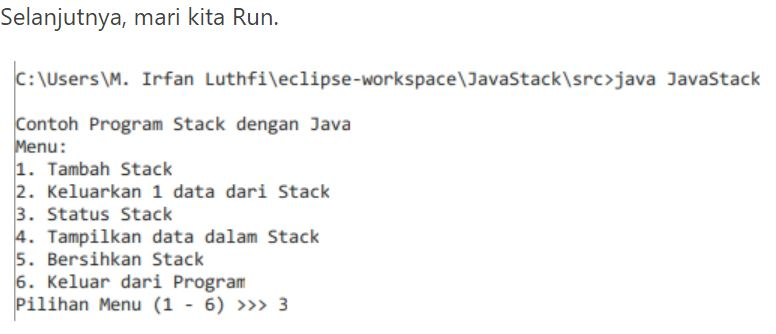 Selanjutnya, mari kita Run.
C:\Users\M. Irfan Luthfi\eclipse-workspace\JavaStack\src>java JavaStack
Contoh Program Stack dengan Java
Menu:
1. Tambah Stack
2. Keluarkan 1 data dari Stack
3. Status Stack
4. Tampilkan data dalam Stack
5. Bersihkan Stack
6. Keluar dari Program
Pilihan Menu (1 - 6) >>> 3